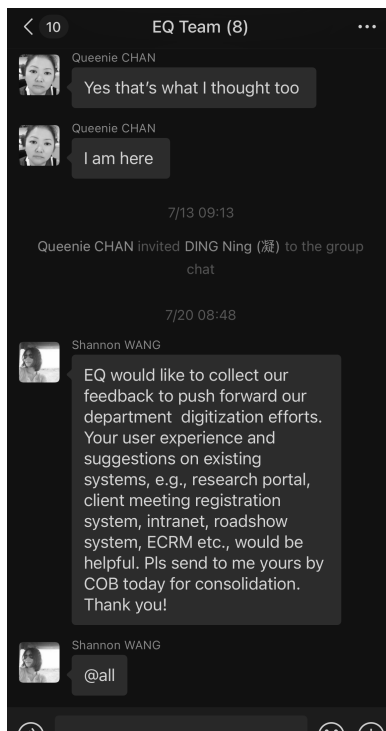 10
EQ Team (8)
Queenie CHAN
Yes that's what I thought too
Queenie CHAN
I am here
7/13 09:13
Queenie CHAN invited DING Ning (凝) to the group
chat
7/20 08:48
Shannon WANG
EQ would like to collect our
feedback to push forward our
department digitization efforts.
Your user experience and
suggestions on existing
systems, e.g., research portal,
client meeting registration
system, intranet, roadshow
system, ECRM etc., would be
helpful. Pls send to me yours by
COB today for consolidation.
Thank you!
Shannon WANG
@all